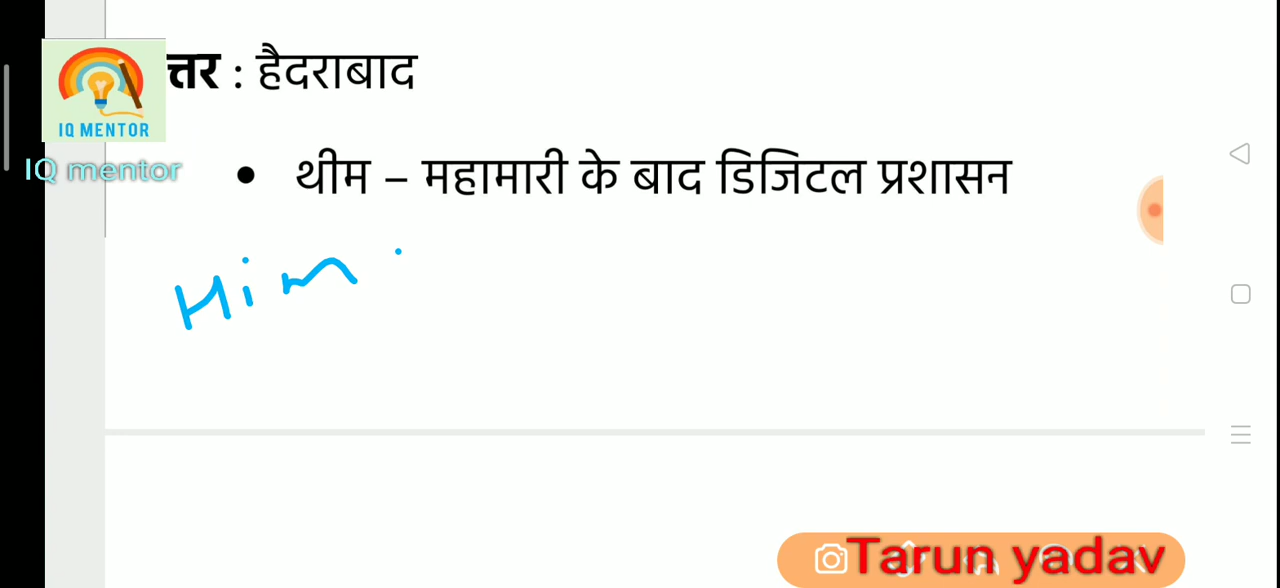 त्तर : हैदराबाद
IQ MENTOR
IQ mentor
• थीम – महामारी के बाद डिजिटल प्रशासन
Him
Tarun yadav